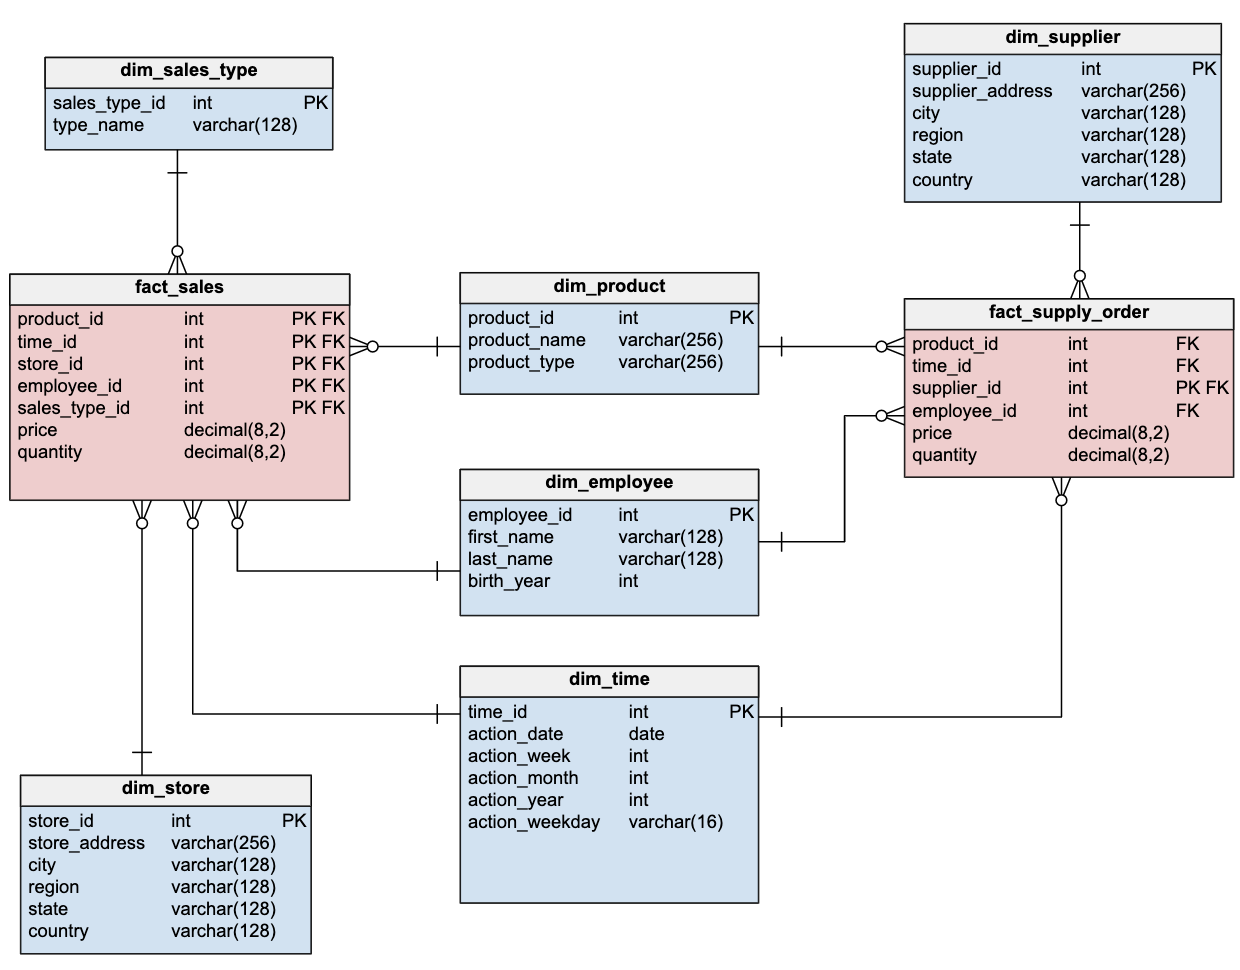 dim_sales_type
sales_type_id int PK
type_name varchar(128)
dim_supplier
supplier_id int PK
supplier_address varchar(256)
city varchar(128)
region varchar(128)
state varchar(128)
country varchar(128)
fact_sales
product_id int PK FK
time_id int PK FK
store_id int PK FK
employee_id int PK FK
sales_type_id int PK FK
price decimal(8,2)
quantity decimal(8,2)
dim_product
product_id int PK
product_name varchar(256)
product_type varchar(256)
fact_supply_order
product_id int FK
time_id int FK
supplier_id int PK FK
employee_id int FK
price decimal(8,2)
quantity decimal(8,2)
dim_employee
employee_id int PK
first_name varchar(128)
last_name varchar(128)
birth_year int
dim_time
time_id int PK
action_date date
action_week int
action_month int
action_year int
action_weekday varchar(16)
dim_store
store_id int PK
store_address varchar(256)
city varchar(128)
region varchar(128)
state varchar(128)
country varchar(128)